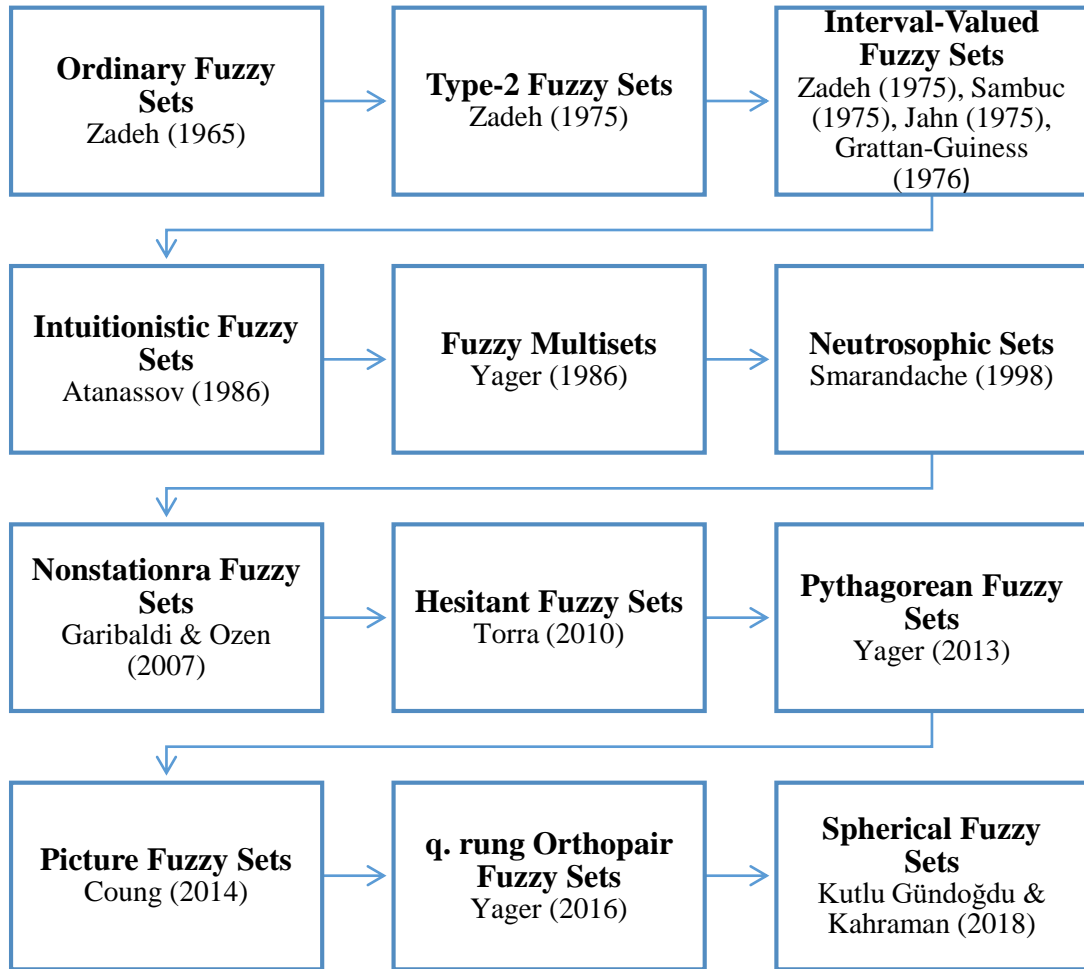 Ordinary Fuzzy
Sets
Zadeh (1965)
Type-2 Fuzzy Sets
Zadeh (1975)
Interval-Valued
Fuzzy Sets
Zadeh (1975), Sambuc
(1975), Jahn (1975),
Grattan-Guiness
(1976)
Intuitionistic Fuzzy
Sets
Atanassov (1986)
Fuzzy Multisets
Yager (1986)
Neutrosophic Sets
Smarandache (1998)
Nonstationra Fuzzy
Sets
Garibaldi & Ozen
(2007)
Hesitant Fuzzy Sets
Torra (2010)
Pythagorean Fuzzy
Sets
Yager (2013)
Picture Fuzzy Sets
Coung (2014)
q. rung Orthopair
Fuzzy Sets
Yager (2016)
Spherical Fuzzy
Sets
Kutlu Gündoğdu &
Kahraman (2018)